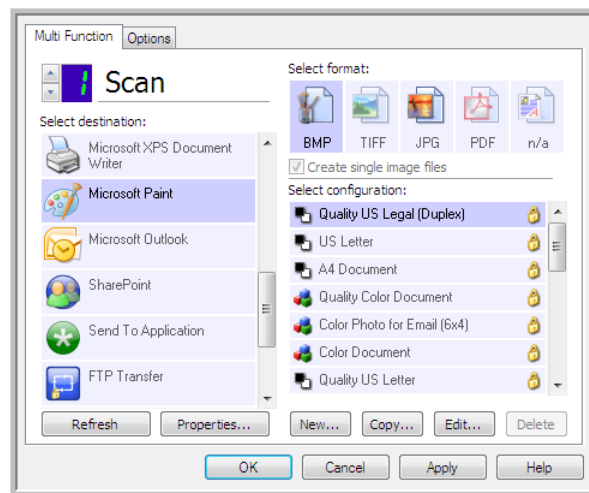 Multi Function
Options
1
Scan
Select destination:
Microsoft XPS Document
Writer
Microsoft Paint
Microsoft Outlook
SharePoint
Send To Application
FTP Transfer
Refresh
Properties...
Select format:
BMP
TIFF
JPG
PDF
n/a
Create single image files
Select configuration:
Quality US Legal (Duplex)
US Letter
A4 Document
Quality Color Document
Color Photo for Email (6x4)
Color Document
Quality US Letter
New...
Copy...
Edit...
Delete
OK
Cancel
Apply
Help